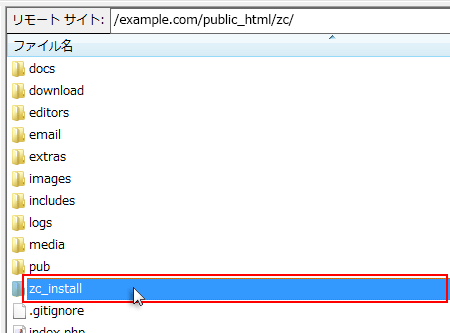 リモート サイト: /example.com/public_html/zc/
ファイル名
docs
download
editors
email
extras
images
includes
logs
media
pub
zc_install
.gitignore
index.php